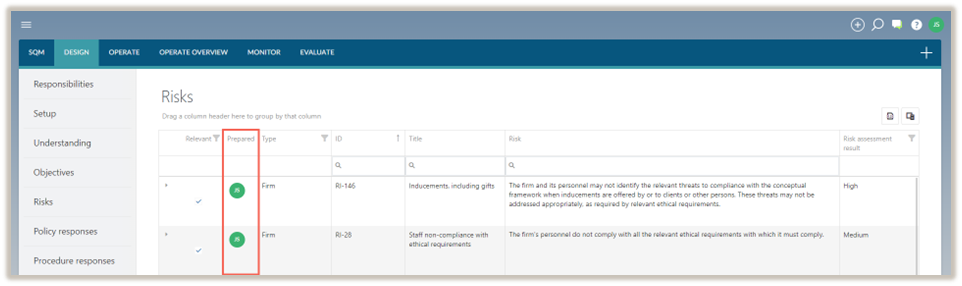 JS
SQM DESIGN OPERATE OPERATE OVERVIEW MONITOR EVALUATE
Responsibilities
Setup
Understanding
Objectives
Risks
Policy responses
Procedure responses
Risks
Drag a column header here to group by that column
Relevant Prepared Type ID Title Risk Risk assessment
result
JS Firm RI-146 Inducements, including gifts The firm and its personnel may not identify the relevant threats to compliance with the conceptual High
framework when inducements are offered by or to clients or other persons. These threats may not be
addressed appropriately, as required by relevant ethical requirements.
JS Firm RI-28 Staff non-compliance with The firm's personnel do not comply with all the relevant ethical requirements with which it must comply. Medium
ethical requirements